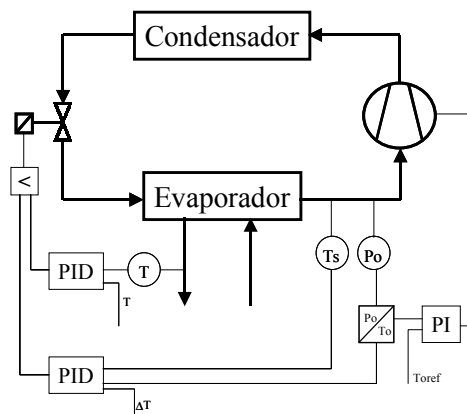 Condensador
<
Evaporador
Ts
Po
PID
T
T
Po
To
PI
PID
Toref
ΔT